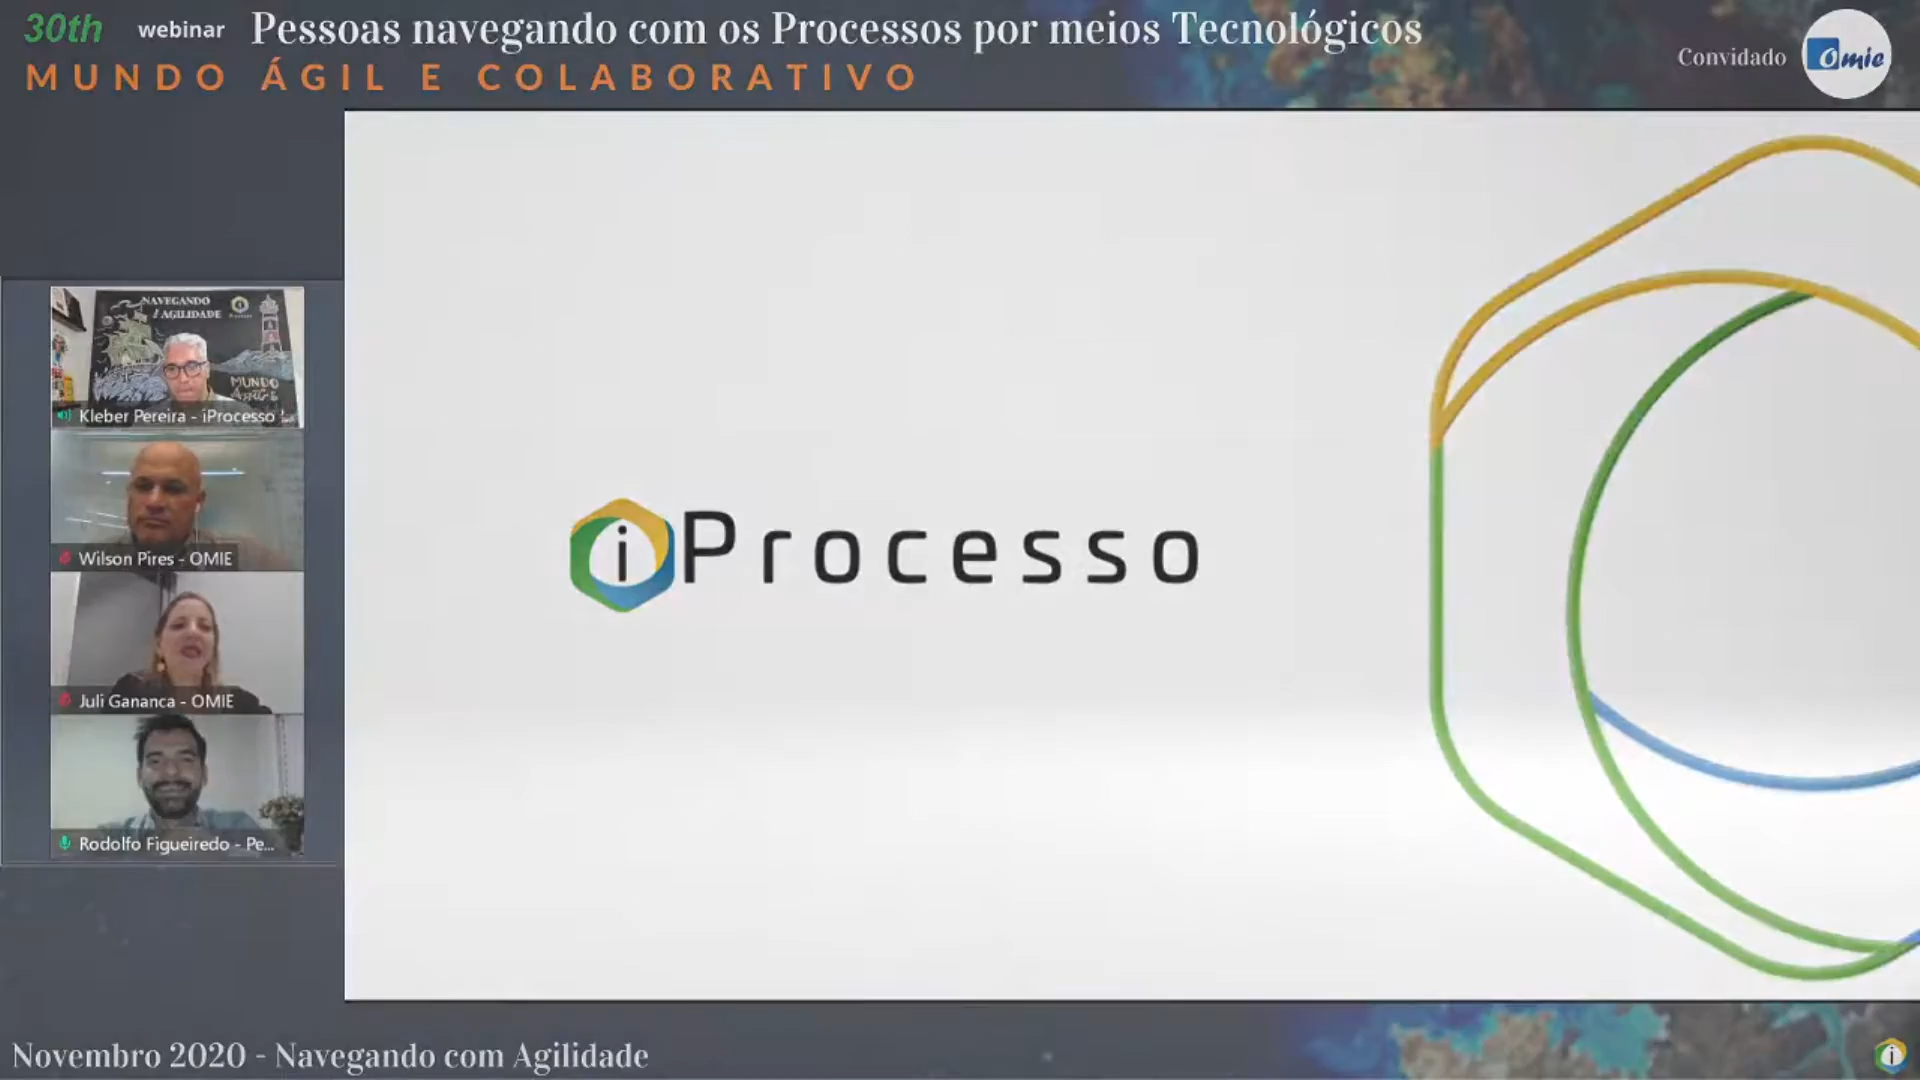 30th webinar Pessoas navegando com os Processos por meios Tecnológicos
MUNDO ÁGIL E COLABORATIVO
Convidado Omie
NAVEGANDO
AGILIDADE
MUNDO
Kleber Pereira - iProcesso
Wilson Pires - OMIE
Juli Gananca - OMIE
Rodolfo Figueiredo - Pe...
iProcesso
Novembro 2020 - Navegando com Agilidade
i